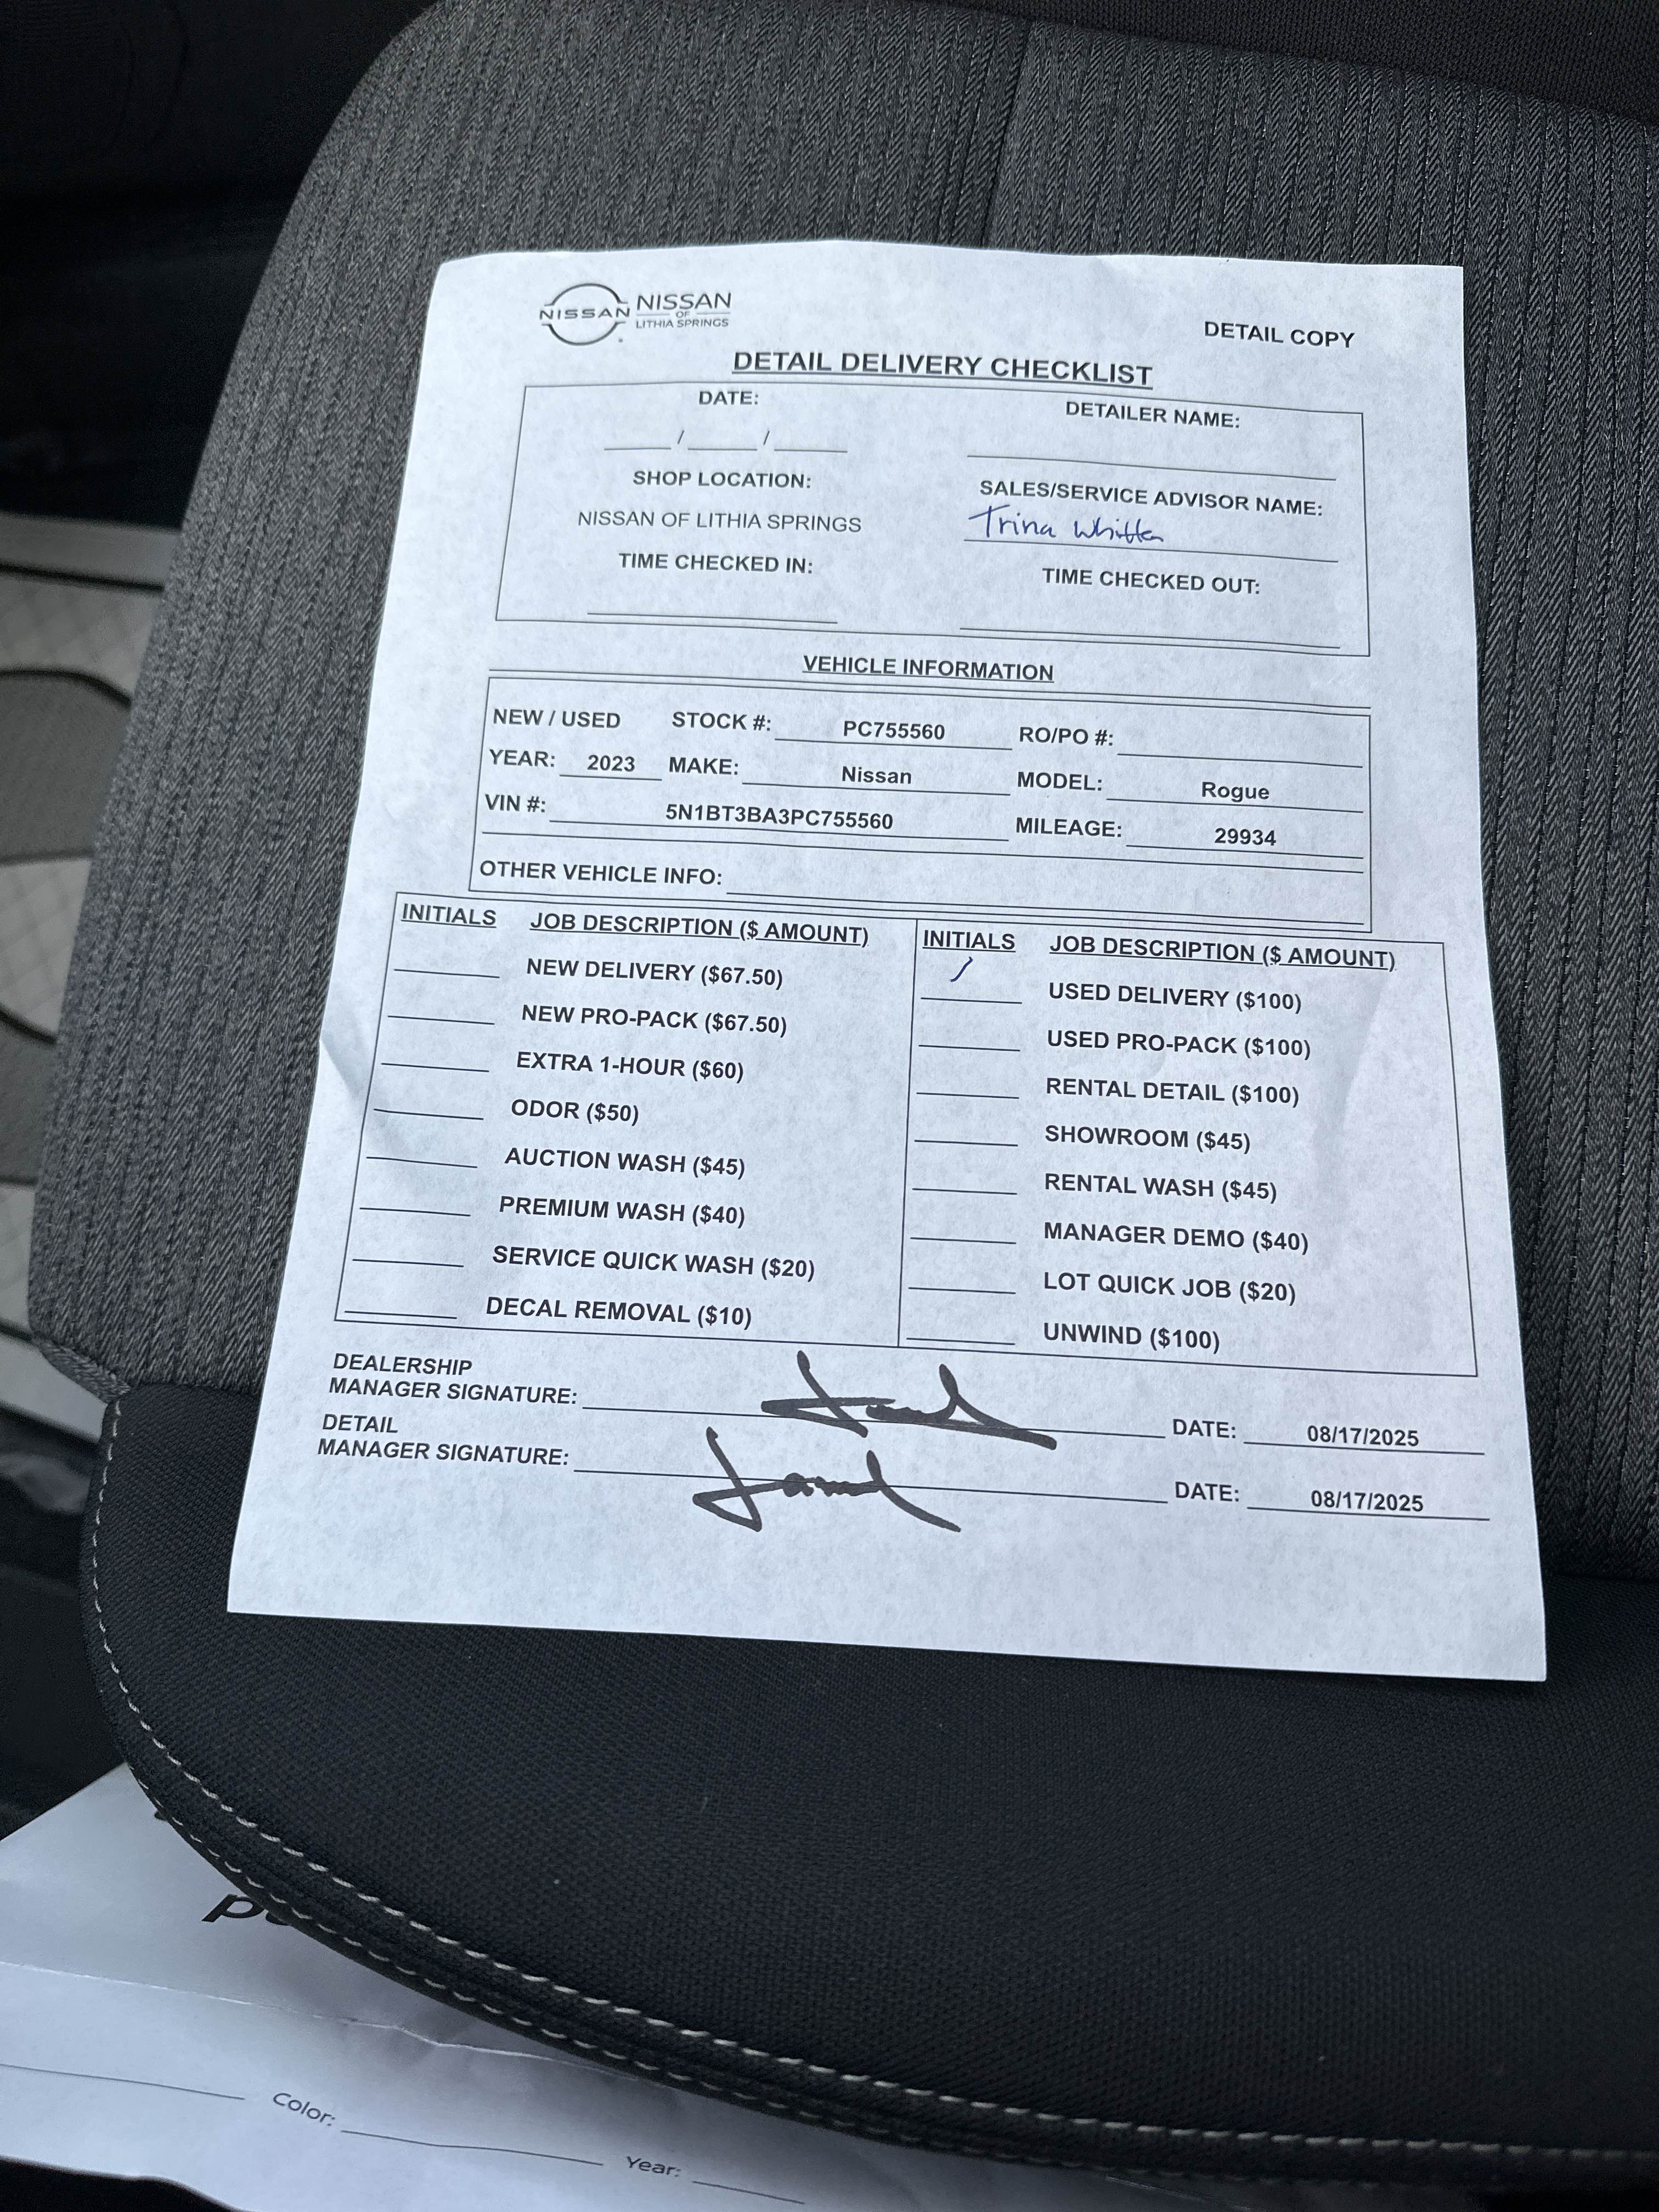 NISSAN NISSAN
OF
LITHIA SPRINGS
DETAIL COPY
DETAIL DELIVERY CHECKLIST
DATE: DETAILER NAME:
/ /
SHOP LOCATION: SALES/SERVICE ADVISOR NAME:
NISSAN OF LITHIA SPRINGS Trina
TIME CHECKED IN: TIME CHECKED OUT:
VEHICLE INFORMATION
NEW / USED STOCK #: PC755560 RO/PO #:
YEAR: 2023 MAKE: Nissan MODEL: Rogue
VIN #: 5N1BT3BA3PC755560 MILEAGE: 29934
OTHER VEHICLE INFO:
INITIALS JOB DESCRIPTION ($ AMOUNT)
NEW DELIVERY ($67.50)
NEW PRO-PACK ($67.50)
EXTRA 1-HOUR ($60)
ODOR ($50)
AUCTION WASH ($45)
PREMIUM WASH ($40)
SERVICE QUICK WASH ($20)
DECAL REMOVAL ($10)
INITIALS JOB DESCRIPTION ($ AMOUNT)
USED DELIVERY ($100)
USED PRO-PACK ($100)
RENTAL DETAIL ($100)
SHOWROOM ($45)
RENTAL WASH ($45)
MANAGER DEMO ($40)
LOT QUICK JOB ($20)
UNWIND ($100)
DEALERSHIP
MANAGER SIGNATURE: DATE: 08/17/2025
DETAIL
MANAGER SIGNATURE: DATE: 08/17/2025
Color: Year: